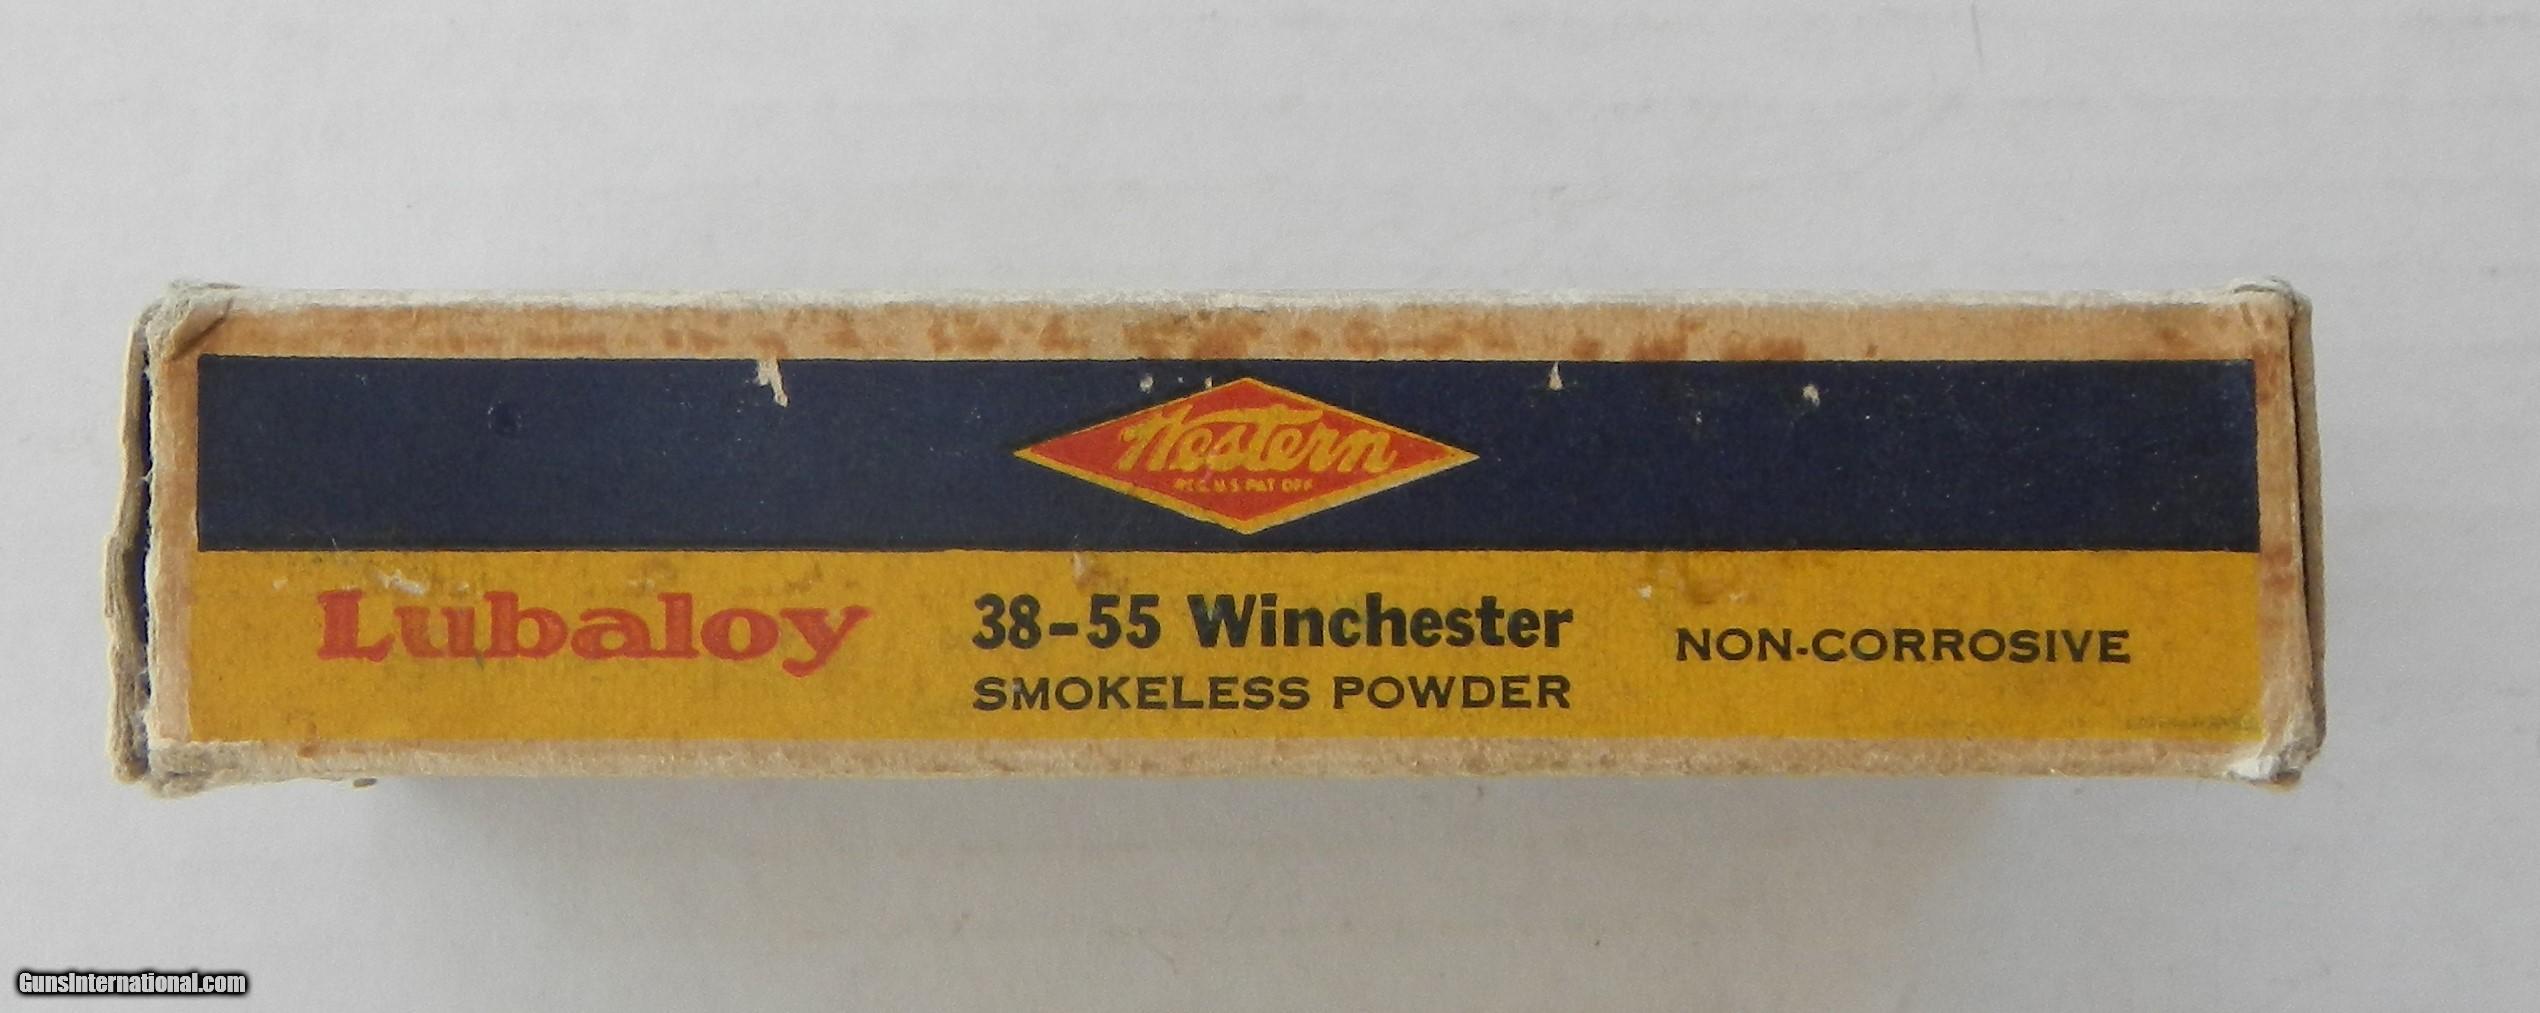 Western
REG. U.S. PAT. OFF.
Lubaloy
38-55 Winchester
SMOKELESS POWDER
NON-CORROSIVE
GunsInternational.com